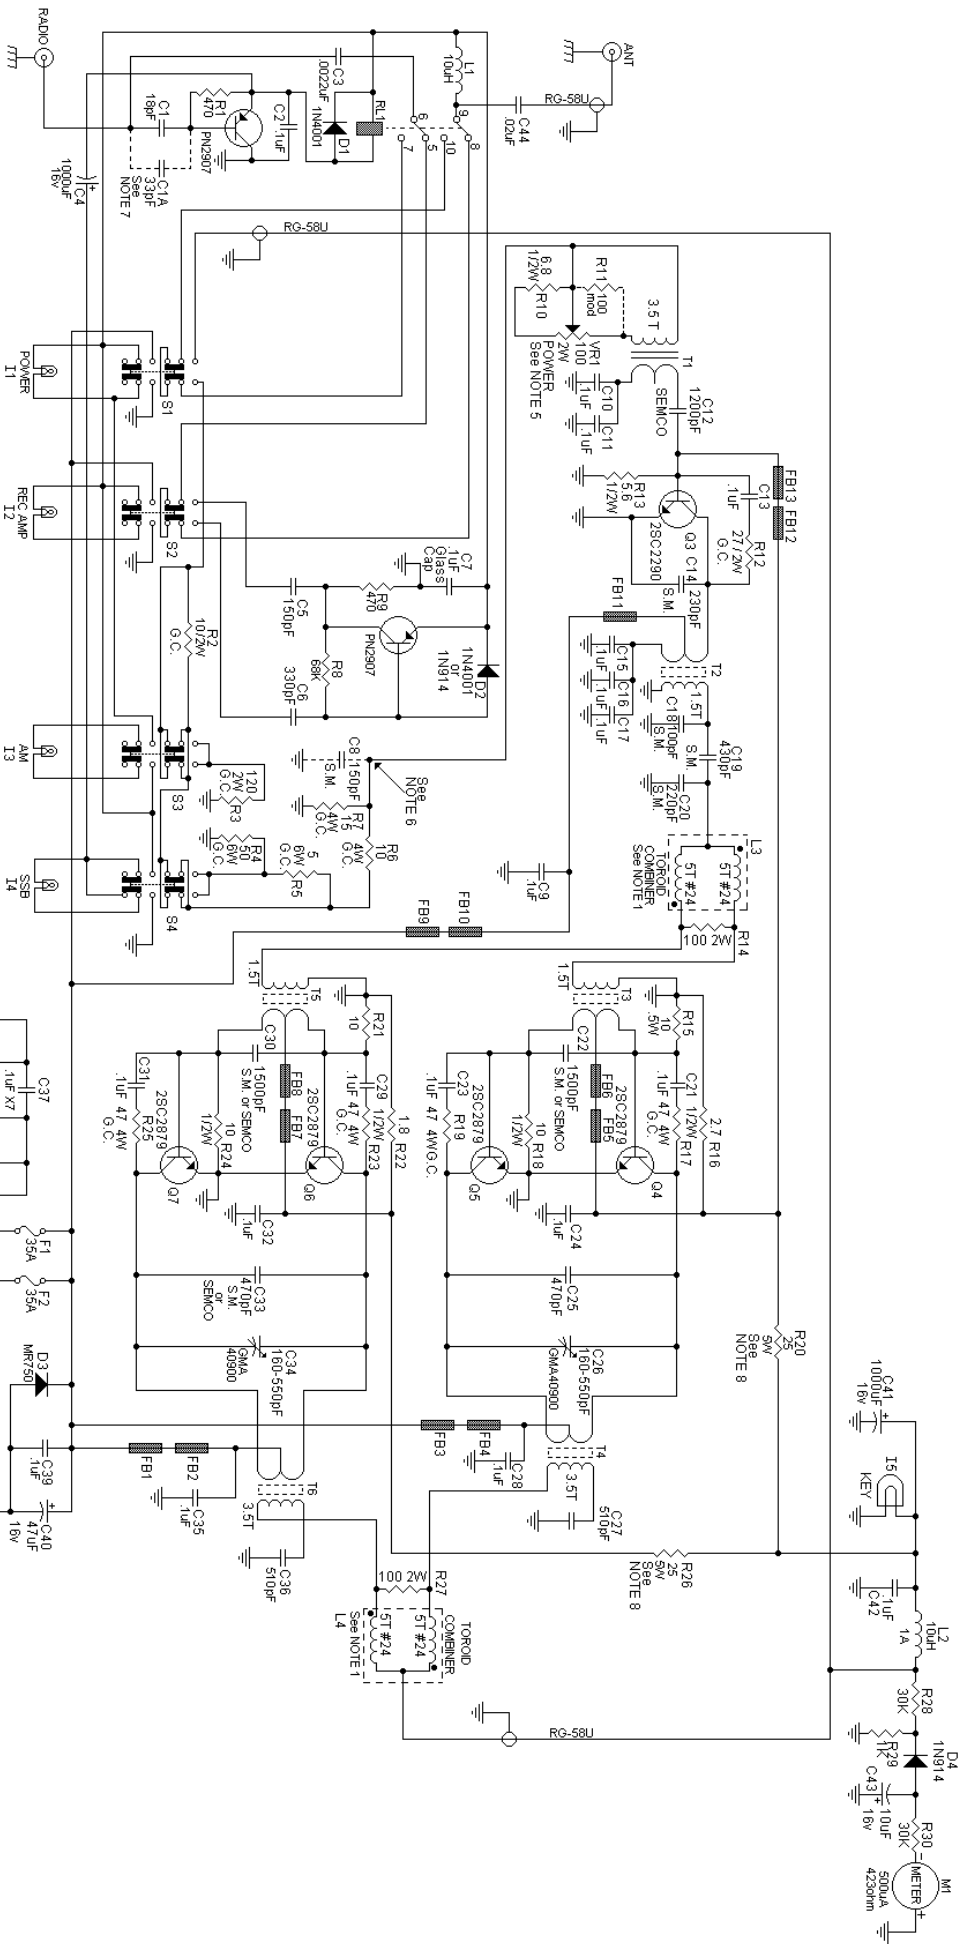 RADIO
ANT
RG-58U
C44
.02uF
L1
10uH
9
8
10
6
5
7
C3
.0022uF
RL1
D1
1N4001
C2
.1uF
R1
470
PN2907
C1
18pF
C1A
33pF
See
NOTE 7
C4
1000uF
16v
+
RG-58U
POWER
I1
S1
REC AMP
I2
S2
AM
I3
S3
SSB
I4
S4
3.5T
T1
R11
100
mod
6.8
1/2W
R10
VR1
100
2W
POWER
See NOTE 5
C10
.1uF
C11
.1uF
SEMCO
C12
1200pF
FB13
FB12
C13
.1uF
R12
27/2W
G.C.
R13
5.6
1/2W
Q3
2SC2290
C14
230pF
S.M.
FB11
T2
C15
.1uF
C16
.1uF
C17
.1uF
1.5T
C18
100pF
S.M.
C19
430pF
S.M.
C20
220pF
S.M.
L3
5T #24
5T #24
TOROID
COMBINER
See NOTE 1
R14
100 2W
C7
.1uF
Glass
Cap
R9
470
PN2907
D2
1N4001
or
1N914
R8
68K
C5
150pF
C6
330pF
R2
10/2W
G.C.
See
NOTE 6
C8
150pF
S.M.
R7
15
4W
G.C.
R6
10
4W
G.C.
120
2W
G.C.
R3
R4
50
6W
G.C.
5
6W
G.C.
R5
C9
.1uF
FB10
FB9
1.5T
T3
R15
10
.5W
C22
1500pF
S.M. or SEMCO
FB6
FB5
2SC2879
Q4
C21
.1uF
1/2W
47 4W
G.C.
R17
2.7
R16
C23
.1uF
47 4WG.C.
R19
2SC2879
Q5
10
1/2W
R18
C24
.1uF
C25
470pF
C26
160-550pF
GMA40900
T4
3.5T
C27
510pF
C28
.1uF
FB4
FB3
1.5T
T5
R21
10
C30
1500pF
S.M. or SEMCO
FB8
FB7
2SC2879
Q6
C29
.1uF
1/2W
47 4W
G.C.
R23
1.8
R22
C31
.1uF
47 4W
G.C.
R25
2SC2879
Q7
10
1/2W
R24
C32
.1uF
C33
470pF
S.M.
or
SEMCO
C34
160-550pF
GMA
40900
T6
3.5T
C36
510pF
C35
.1uF
FB2
FB1
R20
25
5W
See
NOTE 8
R26
25
5W
See
NOTE 8
R27
100 2W
TOROID
COMBINER
5T #24
5T #24
L4
See NOTE 1
RG-58U
C37
.1uF X7
F1
35A
F2
35A
D3
MR750
C39
.1uF
C40
47uF
16v
+
C41
1000uF
16v
+
I5
KEY
C42
.1uF
L2
10uH
1A
R28
30K
R29
1K
D4
1N914
C43
10uF
16v
+
R30
30K
M1
METER
-
+
500uA
423ohm